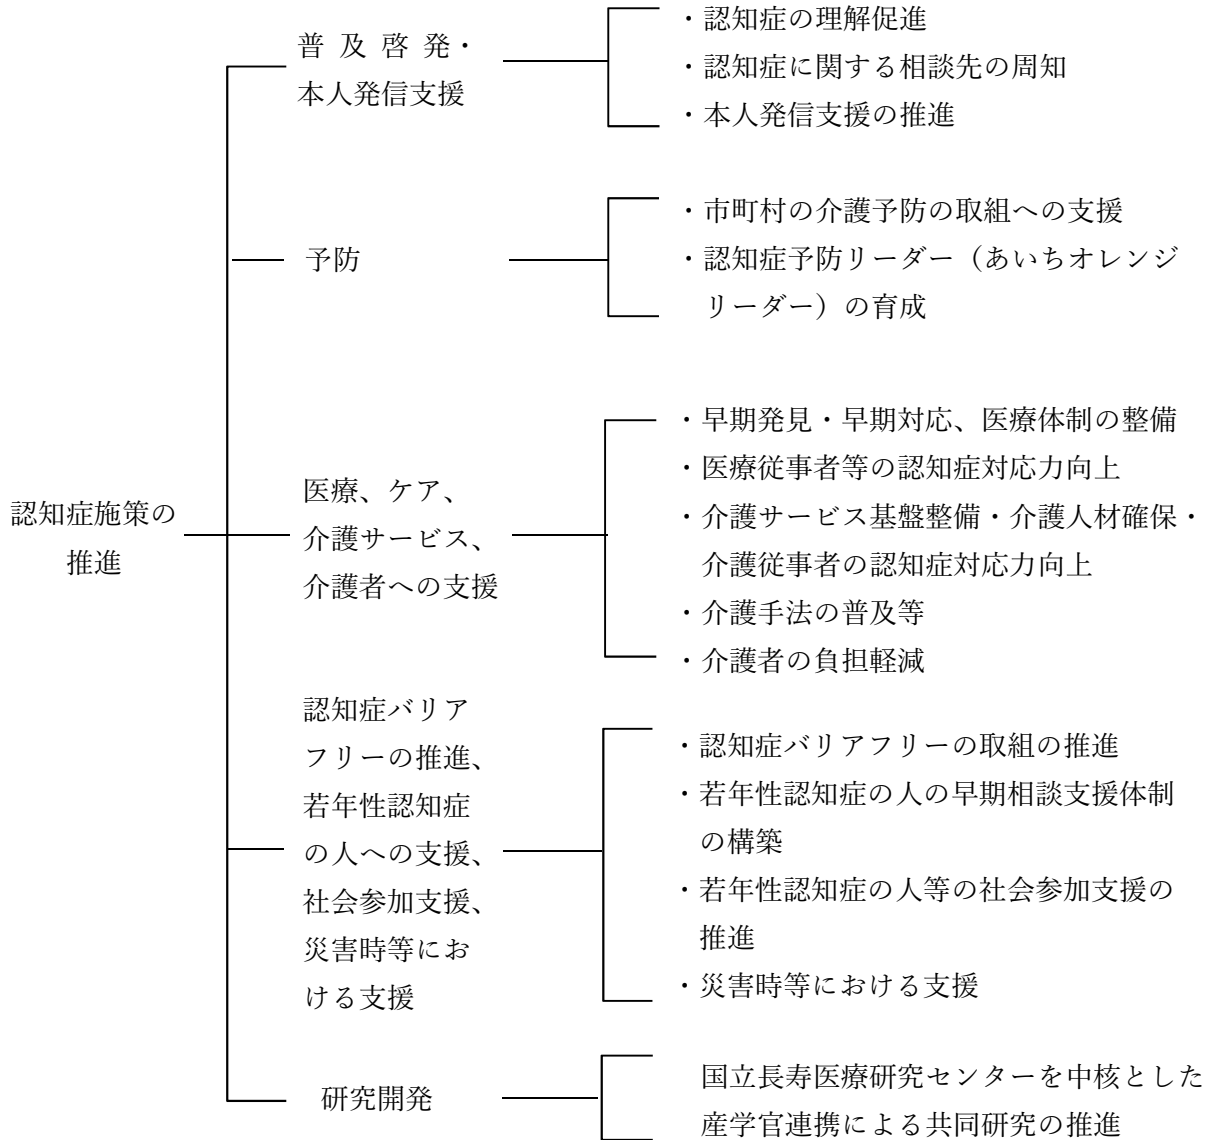 認知症施策の
推進
普及啓発・
本人発信支援
・認知症の理解促進
・認知症に関する相談先の周知
・本人発信支援の推進
予防
・市町村の介護予防の取組への支援
・認知症予防リーダー（あいちオレンジ
リーダー）の育成
医療、ケア、
介護サービス、
介護者への支援
・早期発見・早期対応、医療体制の整備
・医療従事者等の認知症対応力向上
・介護サービス基盤整備・介護人材確保・
介護従事者の認知症対応力向上
・介護手法の普及等
・介護者の負担軽減
認知症バリア
フリーの推進、
若年性認知症
の人への支援、
社会参加支援、
災害時等にお
ける支援
・認知症バリアフリーの取組の推進
・若年性認知症の人の早期相談支援体制
の構築
・若年性認知症の人等の社会参加支援の
推進
・災害時等における支援
研究開発
国立長寿医療研究センターを中核とした
産学官連携による共同研究の推進